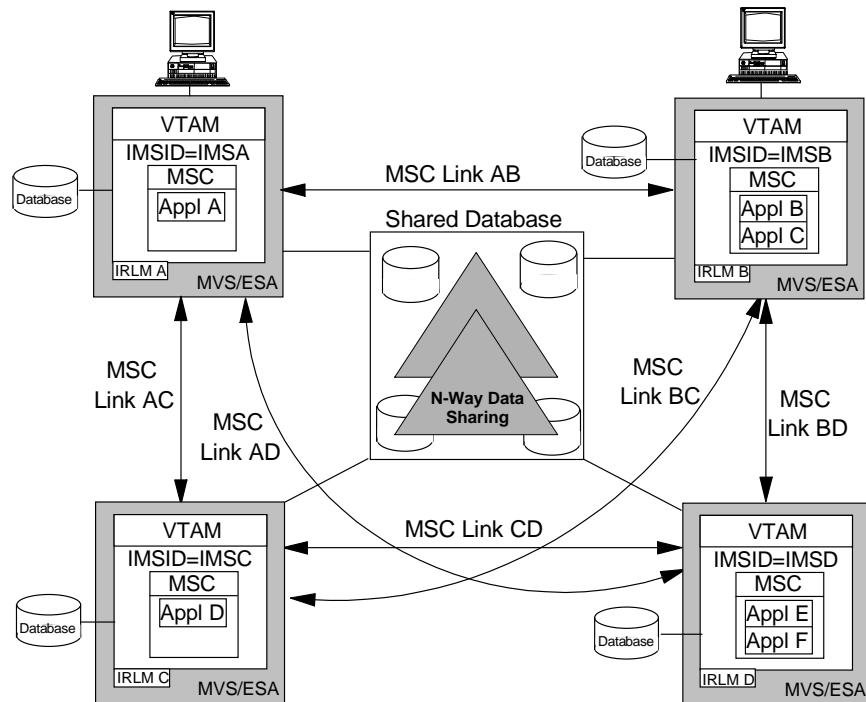 VTAM
IMSID=IMSA
MSC
Appl A
Database
IRLM A
MVS/ESA
MSC Link AB
VTAM
IMSID=IMSB
MSC
Appl B
Appl C
Database
IRLM B
MVS/ESA
Shared Database
N-Way Data
Sharing
MSC
Link AC
MSC
Link AD
MSC
Link BC
MSC
Link BD
MSC Link CD
VTAM
IMSID=IMSC
MSC
Appl D
Database
IRLM C
MVS/ESA
VTAM
IMSID=IMSD
MSC
Appl E
Appl F
Database
IRLM D
MVS/ESA